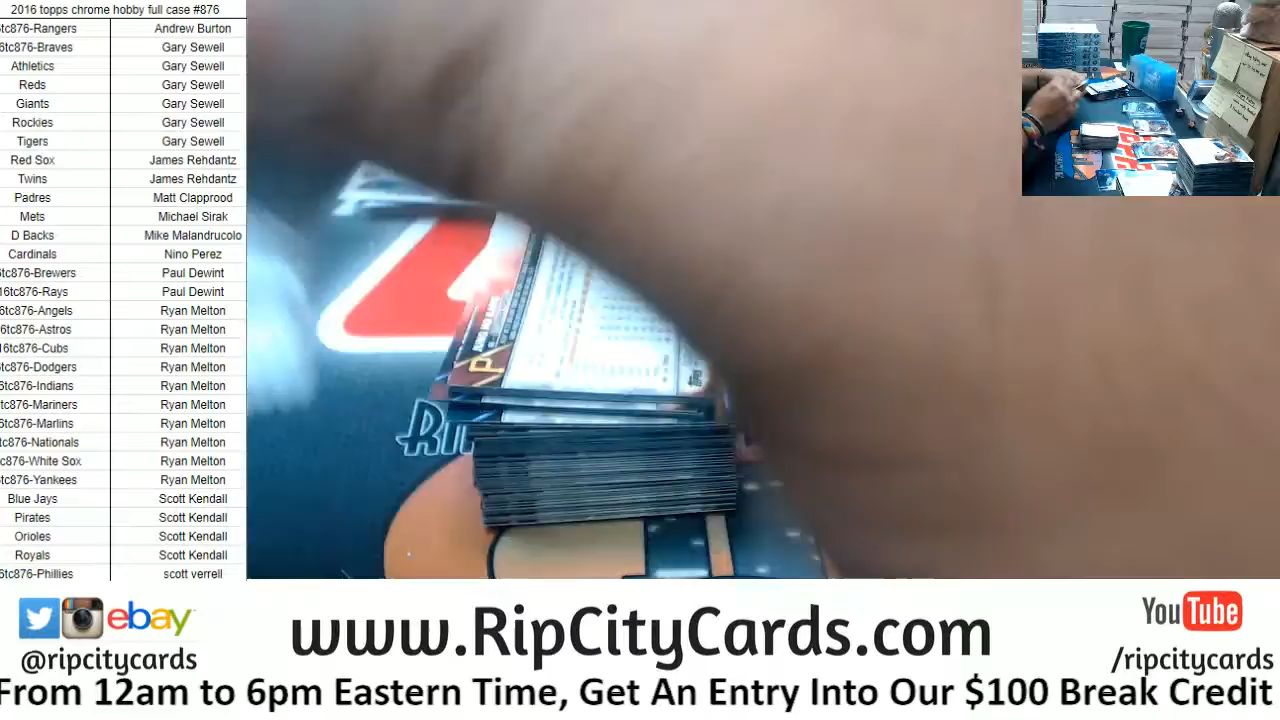 2016 topps chrome hobby full case #876
6tc876-Rangers Andrew Burton
6tc876-Braves Gary Sewell
Athletics Gary Sewell
Reds Gary Sewell
Giants Gary Sewell
Rockies Gary Sewell
Tigers Gary Sewell
Red Sox James Rehdantz
Twins James Rehdantz
Padres Matt Clapprood
Mets Michael Sirak
D Backs Mike Malandrucolo
Cardinals Nino Perez
6tc876-Brewers Paul Dewint
16tc876-Rays Paul Dewint
6tc876-Angels Ryan Melton
6tc876-Astros Ryan Melton
16tc876-Cubs Ryan Melton
tc876-Dodgers Ryan Melton
6tc876-Indians Ryan Melton
tc876-Mariners Ryan Melton
6tc876-Marlins Ryan Melton
tc876-Nationals Ryan Melton
c876-White Sox Ryan Melton
tc876-Yankees Ryan Melton
Blue Jays Scott Kendall
Pirates Scott Kendall
Orioles Scott Kendall
Royals Scott Kendall
6tc876-Phillies scott verrell
ebay
@ripcitycards
www.RipCityCards.com
YouTube
/ripcitycards
From 12am to 6pm Eastern Time, Get An Entry Into Our $100 Break Credit